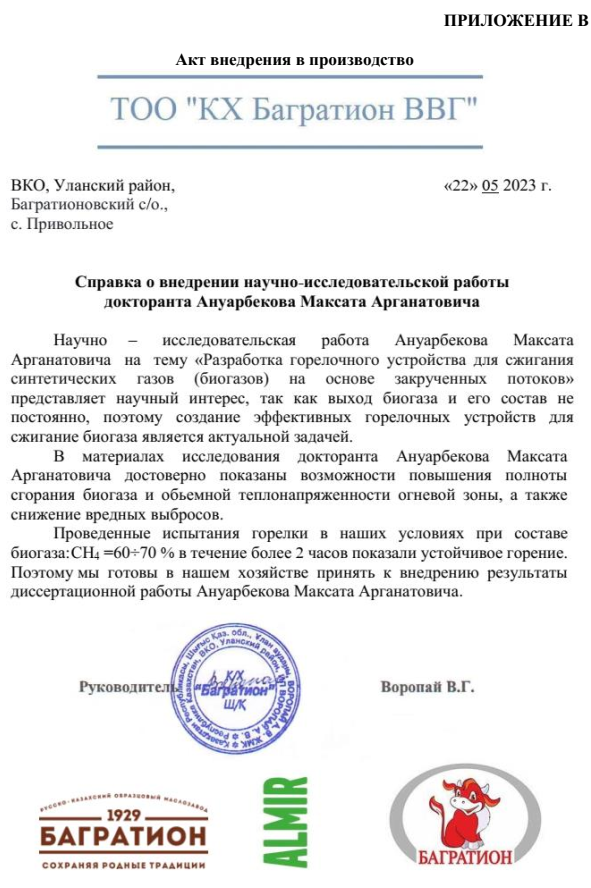 ПРИЛОЖЕНИЕ В
Акт внедрения в производство
ТОО "КХ Багратион ВВГ"
ВКО, Уланский район, «22» 05 2023 г.
Багратионовский с/о.,
с. Привольное
Справка о внедрении научно-исследовательской работы
докторанта Ануарбекова Максата Арганатовича
Научно – исследовательская работа Ануарбекова Максата
Арганатовича на тему «Разработка горелочного устройства для сжигания
синтетических газов (биогазов) на основе закрученных потоков»
представляет научный интерес, так как выход биогаза и его состав не
постоянно, поэтому создание эффективных горелочных устройств для
сжигание биогаза является актуальной задачей.
В материалах исследования докторанта Ануарбекова Максата
Арганатовича достоверно показаны возможности повышения полноты
сгорания биогаза и обьемной теплонапряженности огневой зоны, а также
снижение вредных выбросов.
Проведенные испытания горелки в наших условиях при составе
биогаза:CH₄ =60÷70 % в течение более 2 часов показали устойчивое горение.
Поэтому мы готовы в нашем хозяйстве принять к внедрению результаты
диссертационной работы Ануарбекова Максата Арганатовича.
Руководитель Воропай В.Г.
К/Х
"Багратион"
Ш/Қ
РУССКО-КАЗАХСКИЙ ОБРАЗЦОВЫЙ МАСЛОЗАВОД
1929
БАГРАТИОН
СОХРАНЯЯ РОДНЫЕ ТРАДИЦИИ
ALMIR
БАГРАТИОН